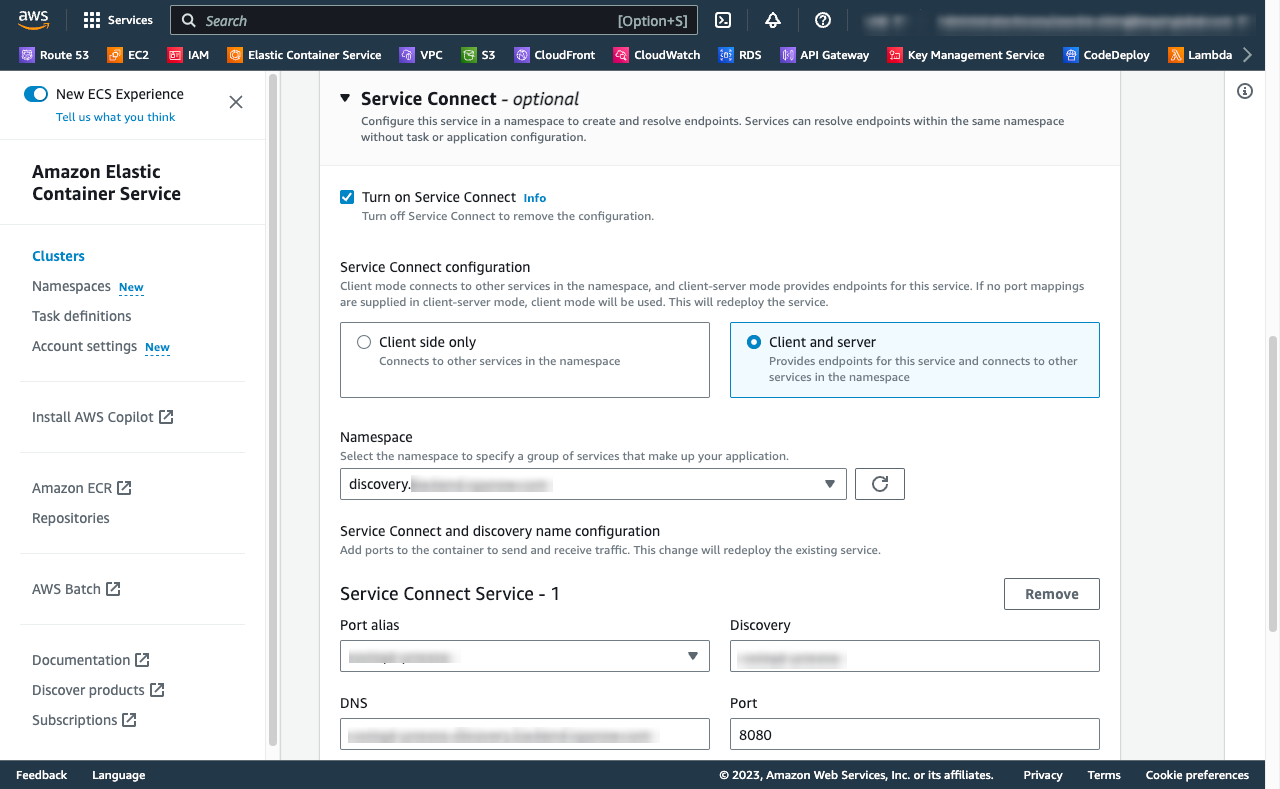 aws
Services
Search
[Option+S]
Route 53
EC2
IAM
Elastic Container Service
VPC
S3
CloudFront
CloudWatch
RDS
API Gateway
Key Management Service
CodeDeploy
Lambda
New ECS Experience
Tell us what you think
Amazon Elastic
Container Service
Clusters
Namespaces New
Task definitions
Account settings New
Install AWS Copilot
Amazon ECR
Repositories
AWS Batch
Documentation
Discover products
Subscriptions
Service Connect - optional
Configure this service in a namespace to create and resolve endpoints. Services can resolve endpoints within the same namespace
without task or application configuration.
Turn on Service Connect Info
Turn off Service Connect to remove the configuration.
Service Connect configuration
Client mode connects to other services in the namespace, and client-server mode provides endpoints for this service. If no port mappings
are supplied in client-server mode, client mode will be used. This will redeploy the service.
Client side only
Connects to other services in the namespace
Client and server
Provides endpoints for this service and connects to other
services in the namespace
Namespace
Select the namespace to specify a group of services that make up your application.
discovery.
Service Connect and discovery name configuration
Add ports to the container to send and receive traffic. This change will redeploy the existing service.
Service Connect Service - 1
Remove
Port alias
Discovery
DNS
Port
8080
Feedback
Language
© 2023, Amazon Web Services, Inc. or its affiliates.
Privacy
Terms
Cookie preferences